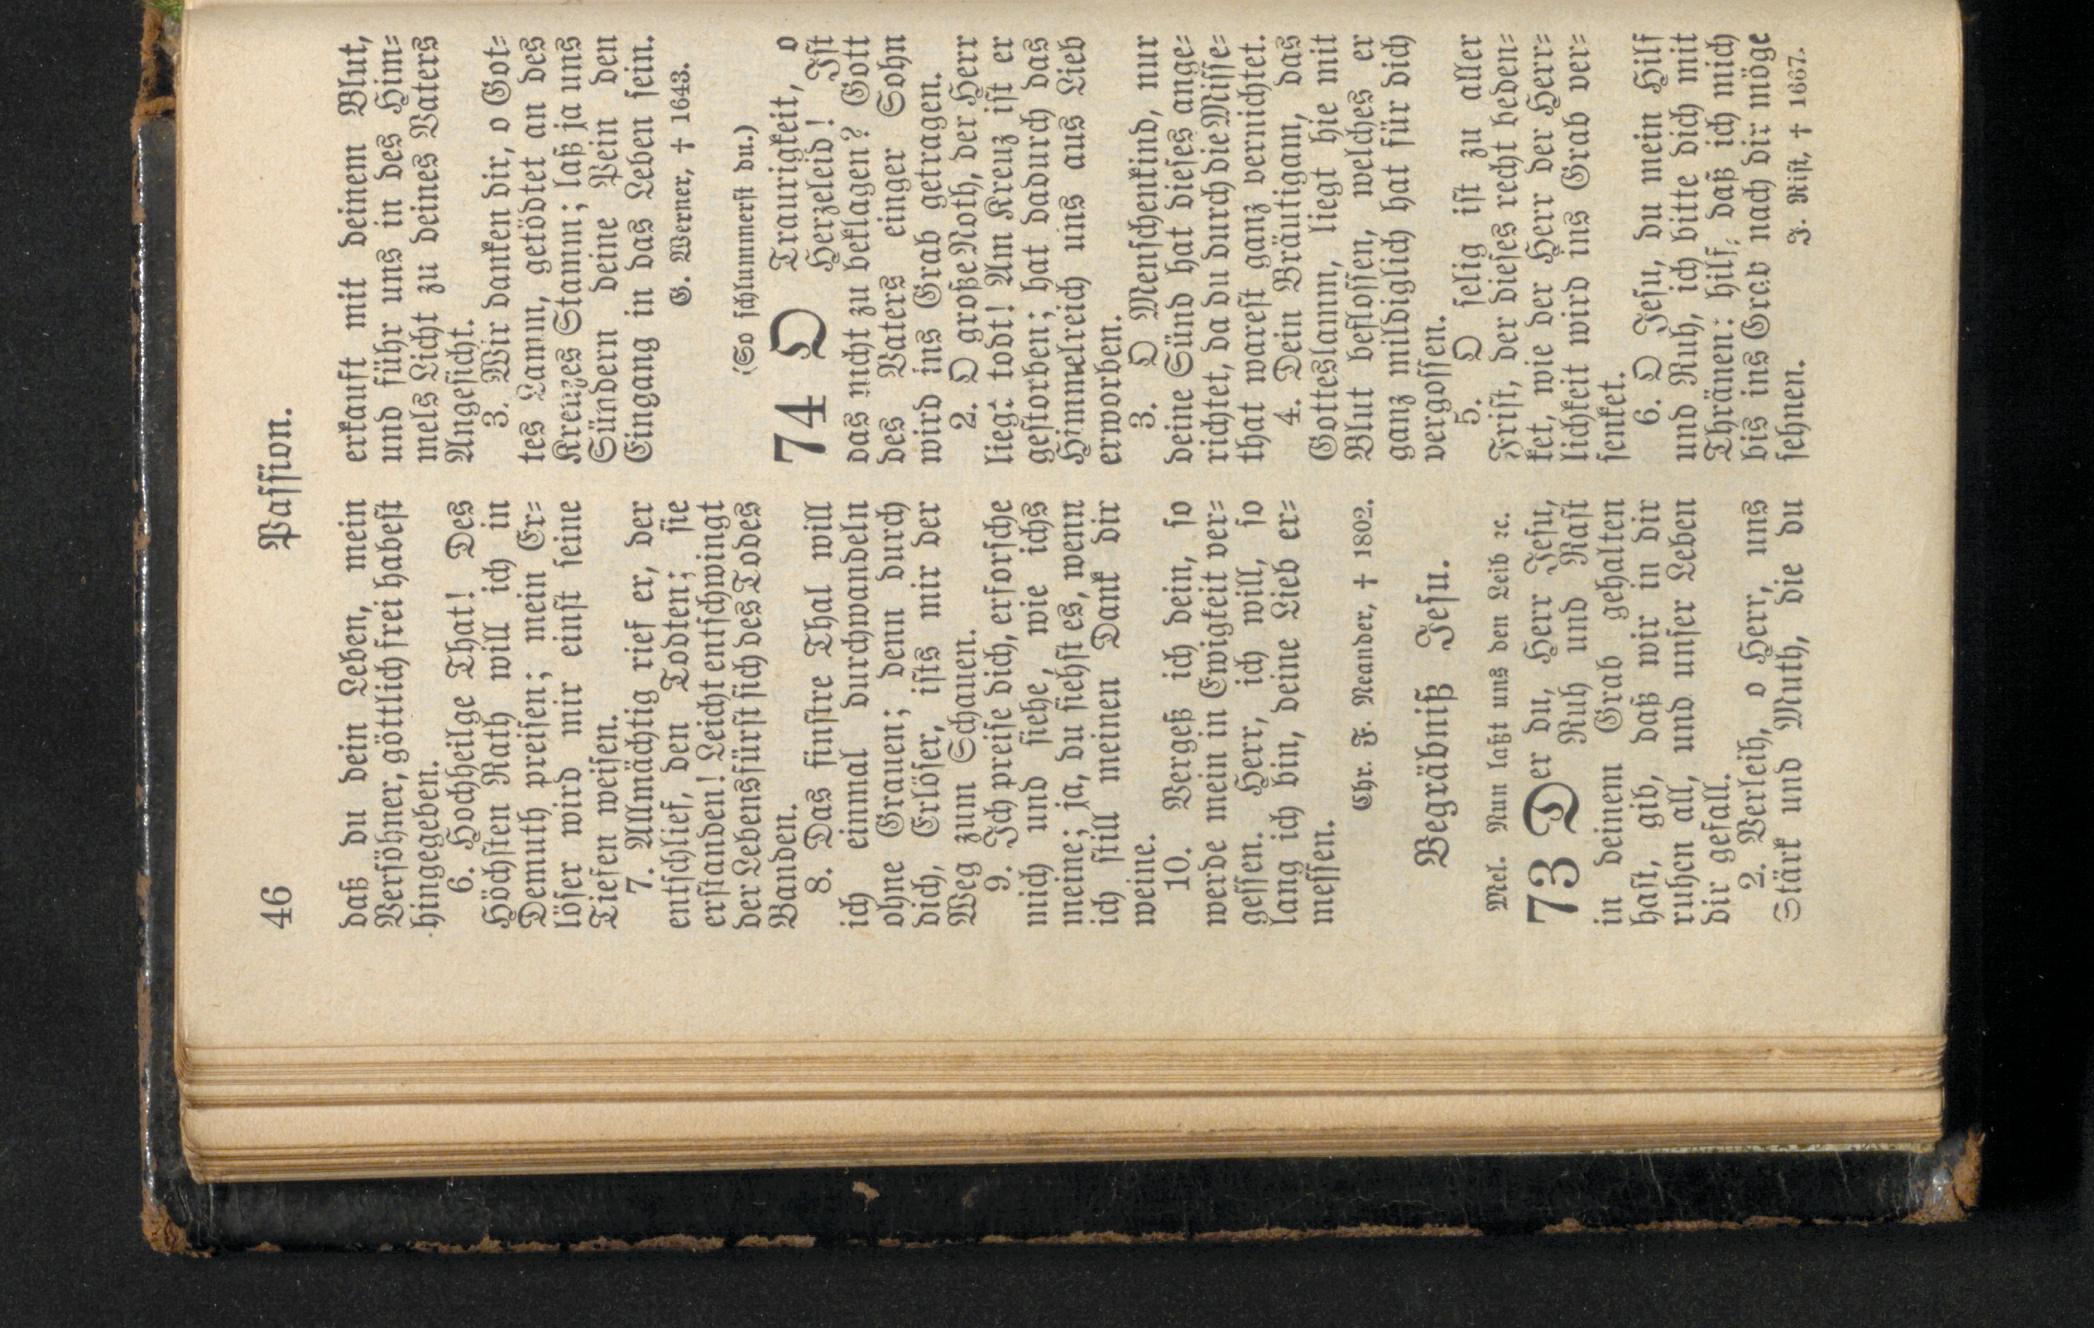 46
Passion.
daß du dein Leben, mein
Versöhner, göttlich frei habest
hingegeben.
6. Hochheilge That! Des
Höchsten Rath will ich in
Demuth preisen; mein Er-
löser wird mir einst seine
Tiefen weisen.
7. Allmächtig rief er, der
entschlief, den Todten; sie
erstanden! Leicht entschwingt
der Lebensfürst sich des Todes
Banden.
8. Das finstre Thal will
ich einmal durchwandeln
ohne Grauen; denn durch
dich, Erlöser, ists mir der
Weg zum Schauen.
9. Ich preise dich, erforsche
mich und siehe, wie ichs
meine; ja, du siehst es, wenn
ich still meinen Dank dir
weine.
10. Vergeß ich dein, so
werde mein in Ewigkeit ver-
gessen. Herr, ich will, so
lang ich bin, deine Lieb er-
messen.
Chr. F. Neander, † 1802.
Begräbniß Jesu.
Mel. Nun laßt uns den Leib ꝛc.
73 Der du, Herr Jesu,
Ruh und Rast
in deinem Grab gehalten
hast, gib, daß wir in dir
ruhen all, und unser Leben
dir gefall.
2. Verleih, o Herr, uns
Stärk und Muth, die du
erkauft mit deinem Blut,
und führ uns in des Him-
mels Licht zu deines Vaters
Angesicht.
3. Wir danken dir, o Got-
tes Lamm, getödtet an des
Kreuzes Stamm; laß ja uns
Sündern deine Pein den
Eingang in das Leben sein.
G. Werner, † 1643.
(So schlummerst du.)
74 O Traurigkeit, o
Herzeleid! Ist
das nicht zu beklagen? Gott
des Vaters einger Sohn
wird ins Grab getragen.
2. O große Noth, der Herr
liegt todt! Am Kreuz ist er
gestorben; hat dadurch das
Himmelreich uns aus Lieb
erworben.
3. O Menschenkind, nur
deine Sünd hat dieses ange-
richtet, da du durch die Misse-
that warest ganz vernichtet.
4. Dein Bräutigam, das
Gotteslamm, liegt hie mit
Blut beflossen, welches er
ganz mildiglich hat für dich
vergossen.
5. O selig ist zu aller
Frist, der dieses recht beden-
ket, wie der Herr der Herr-
lichkeit wird ins Grab ver-
senket.
6. O Jesu, du mein Hilf
und Ruh, ich bitte dich mit
Thränen: hilf, daß ich mich
bis ins Grab nach dir möge
sehnen.
J. Rist, † 1667.